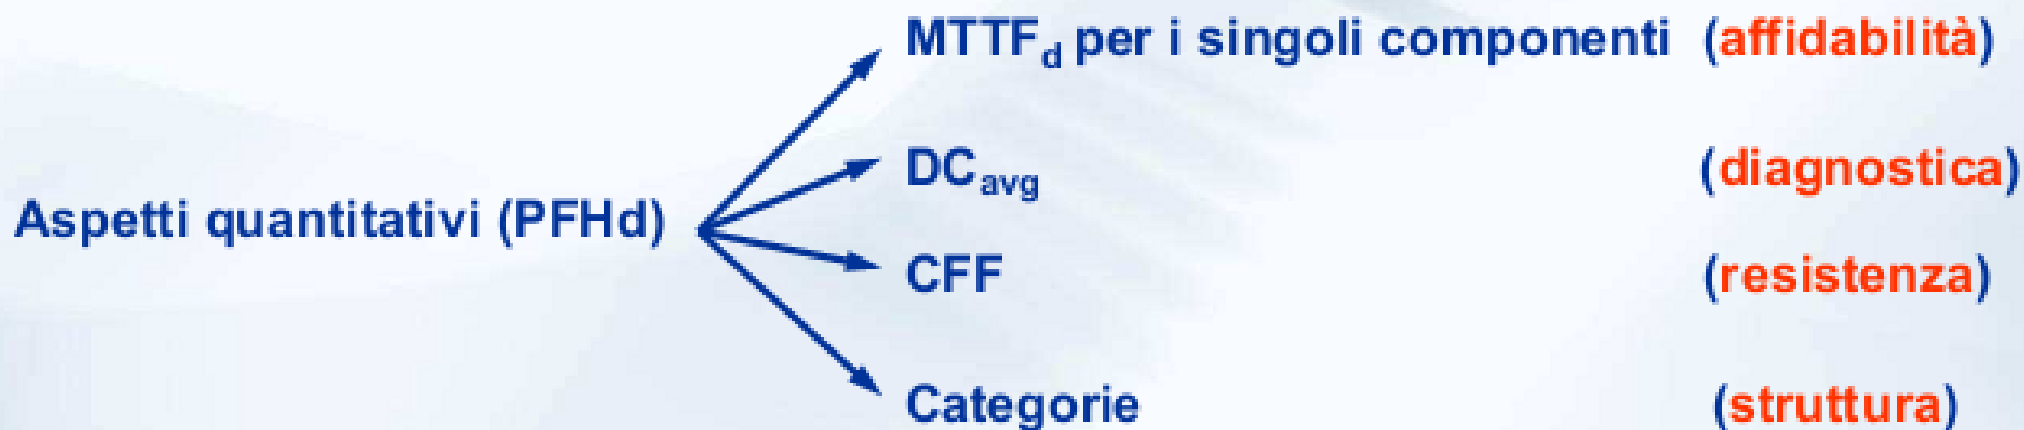 MTTFd per i singoli componenti (affidabilità)
DCavg (diagnostica)
Aspetti quantitativi (PFHd)
CFF (resistenza)
Categorie (struttura)